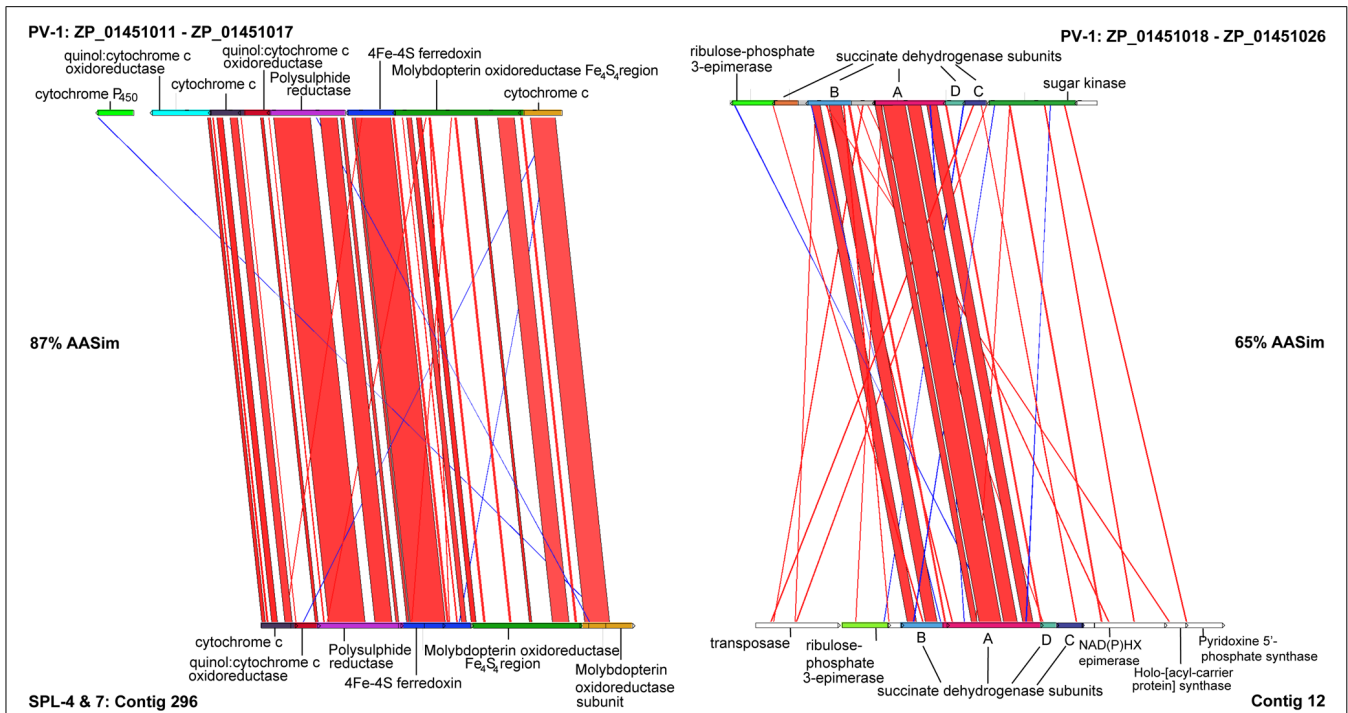 PV-1: ZP_01451011 - ZP_01451017
quinol:cytochrome c
oxidoreductase
cytochrome P450
cytochrome c
quinol:cytochrome c
oxidoreductase
Polysulphide
reductase
4Fe-4S ferredoxin
Molybdopterin oxidoreductase Fe4S4 region
cytochrome c
87% AASim
cytochrome c
quinol:cytochrome c
oxidoreductase
Polysulphide
reductase
4Fe-4S ferredoxin
Molybdopterin oxidoreductase
Fe4S4 region
Molybdopterin
oxidoreductase
subunit
SPL-4 & 7: Contig 296
PV-1: ZP_01451018 - ZP_01451026
ribulose-phosphate
3-epimerase
succinate dehydrogenase subunits
B
A
D
C
sugar kinase
65% AASim
transposase
ribulose-
phosphate
3-epimerase
B
A
D
C
succinate dehydrogenase subunits
NAD(P)HX
epimerase
Holo-[acyl-carrier
protein] synthase
Pyridoxine 5'-
phosphate synthase
Contig 12